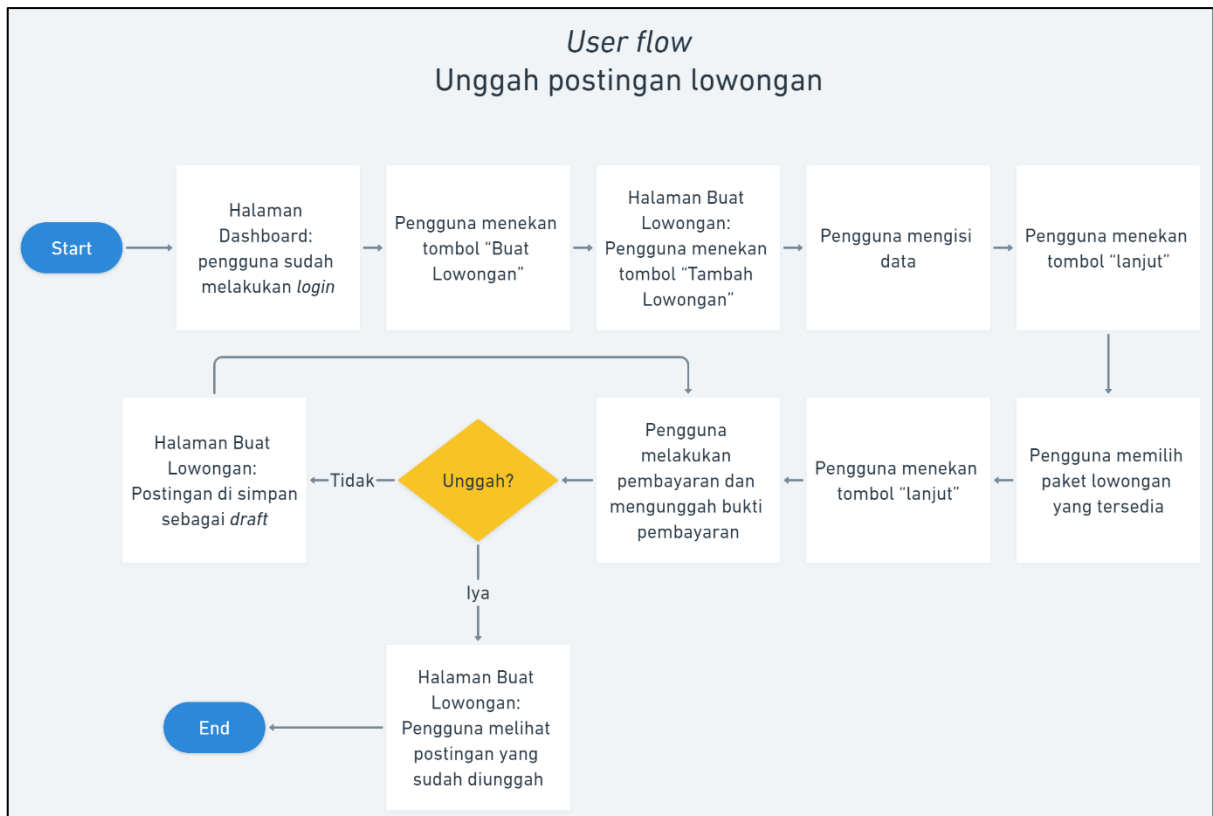 User flow
Unggah postingan lowongan
Start
Halaman
Dashboard:
pengguna sudah
melakukan login
Pengguna menekan
tombol “Buat
Lowongan”
Halaman Buat
Lowongan:
Pengguna menekan
tombol “Tambah
Lowongan”
Pengguna mengisi
data
Pengguna menekan
tombol “lanjut”
Pengguna memilih
paket lowongan
yang tersedia
Pengguna menekan
tombol “lanjut”
Pengguna
melakukan
pembayaran dan
mengunggah bukti
pembayaran
Unggah?
Tidak
Halaman Buat
Lowongan:
Postingan di simpan
sebagai draft
Iya
Halaman Buat
Lowongan:
Pengguna melihat
postingan yang
sudah diunggah
End